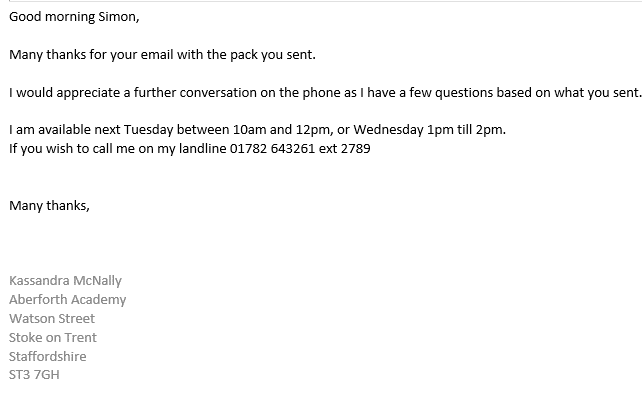 Good morning Simon,
Many thanks for your email with the pack you sent.
I would appreciate a further conversation on the phone as I have a few questions based on what you sent.
I am available next Tuesday between 10am and 12pm, or Wednesday 1pm till 2pm.
If you wish to call me on my landline 01782 643261 ext 2789
Many thanks,
Kassandra McNally
Aberforth Academy
Watson Street
Stoke on Trent
Staffordshire
ST3 7GH